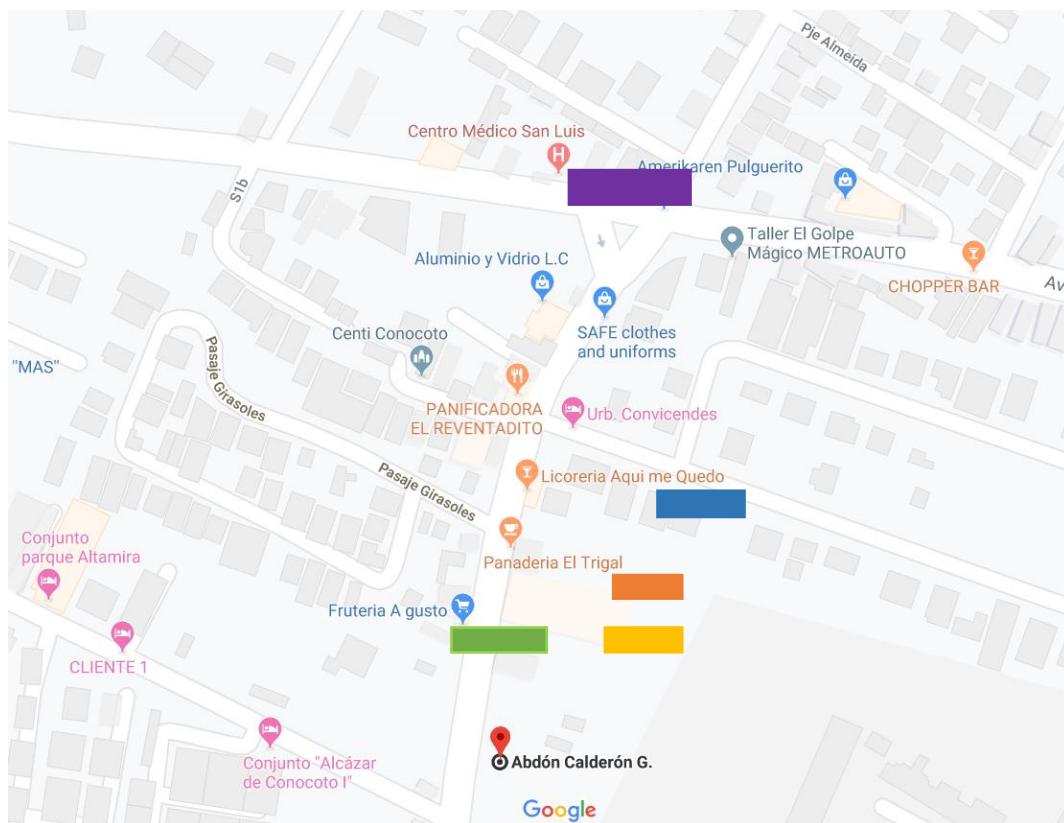 Pje Almeida
Centro Médico San Luis
Amerikaren Pulguerito
S1b
Taller El Golpe
Mágico METROAUTO
Aluminio y Vidrio L.C
CHOPPER BAR
Av
SAFE clothes
and uniforms
Centi Conocoto
"MAS"
Pasaje Girasoles
PANIFICADORA
EL REVENTADITO
Urb. Convicendes
Pasaje Girasoles
Licoreria Aqui me Quedo
Conjunto
parque Altamira
Panaderia El Trigal
Fruteria A gusto
CLIENTE 1
Conjunto "Alcázar
de Conocoto I"
Abdón Calderón G.
Google